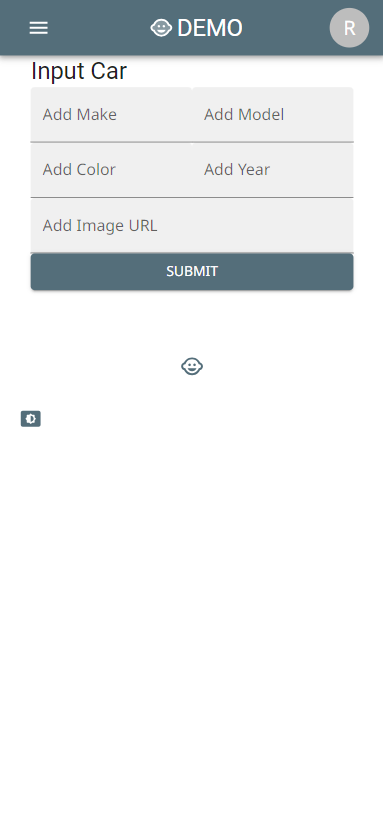 DEMO R
Input Car
Add Make Add Model
Add Color Add Year
Add Image URL
SUBMIT